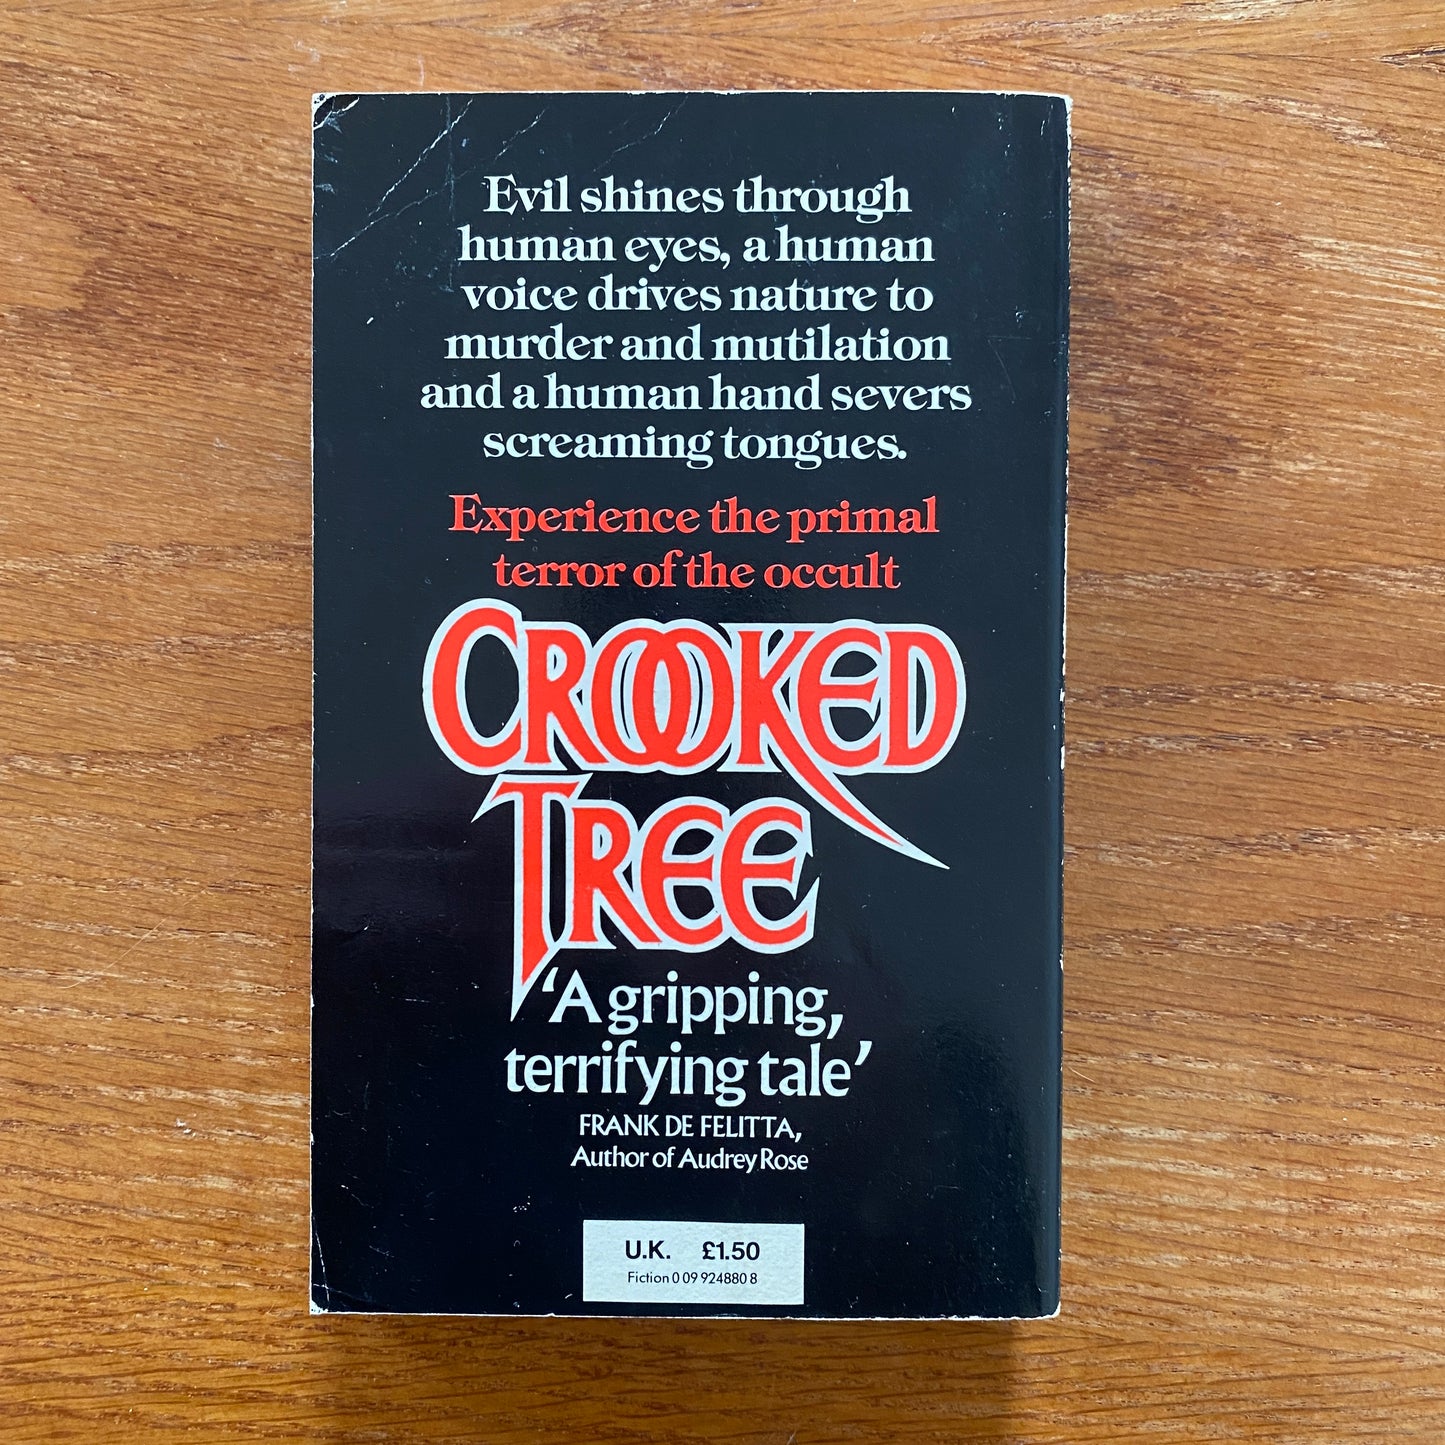 Evil shines through
human eyes, a human
voice drives nature to
murder and mutilation
and a human hand severs
screaming tongues.
Experience the primal
terror of the occult
CROOKED
TREE
‘A gripping,
terrifying tale’
FRANK DE FELITTA,
Author of Audrey Rose
U.K. £1.50
Fiction 0 09 924880 8